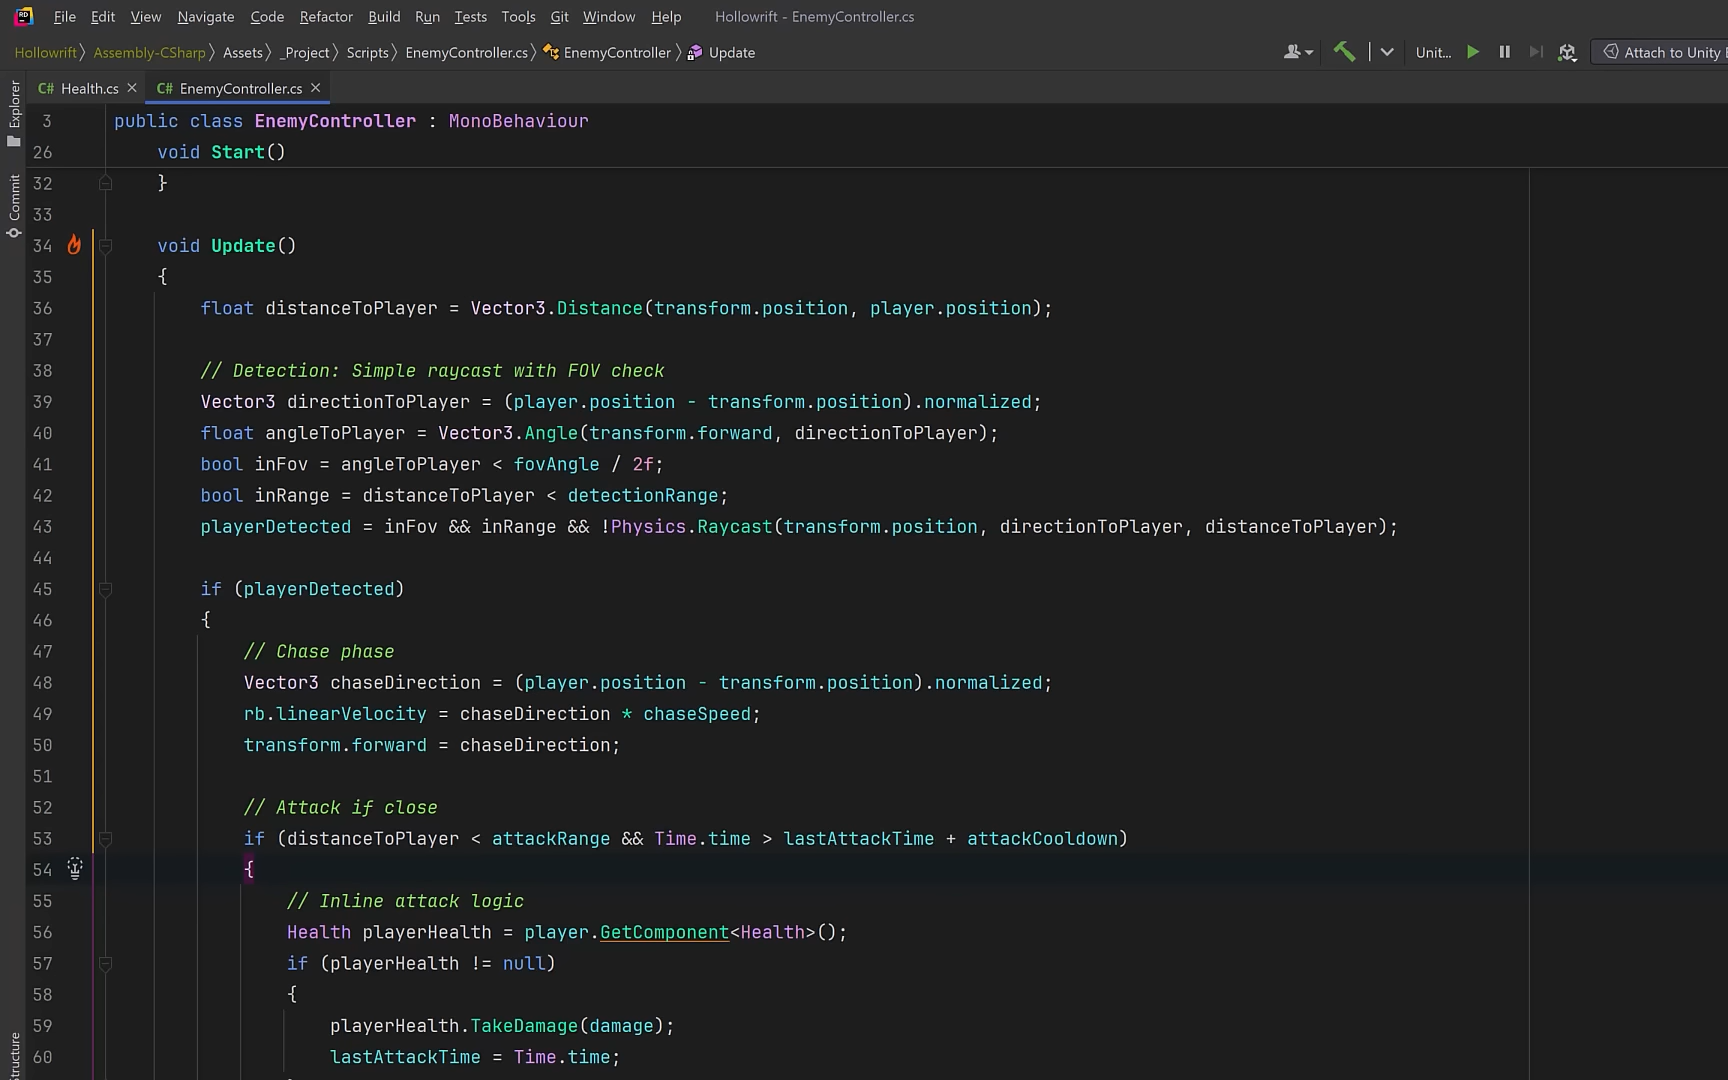 RD File Edit View Navigate Code Refactor Build Run Tests Tools Git Window Help Hollowrift - EnemyController.cs
Hollowrift Assembly-CSharp Assets _Project Scripts EnemyController.cs EnemyController Update Unit... Attach to Unity E
C# Health.cs C# EnemyController.cs
Explorer
Commit
Structure
3 public class EnemyController : MonoBehaviour
26 void Start()
32 }
33
34 void Update()
35 {
36 float distanceToPlayer = Vector3.Distance(transform.position, player.position);
37
38 // Detection: Simple raycast with FOV check
39 Vector3 directionToPlayer = (player.position - transform.position).normalized;
40 float angleToPlayer = Vector3.Angle(transform.forward, directionToPlayer);
41 bool inFov = angleToPlayer < fovAngle / 2f;
42 bool inRange = distanceToPlayer < detectionRange;
43 playerDetected = inFov && inRange && !Physics.Raycast(transform.position, directionToPlayer, distanceToPlayer);
44
45 if (playerDetected)
46 {
47 // Chase phase
48 Vector3 chaseDirection = (player.position - transform.position).normalized;
49 rb.linearVelocity = chaseDirection * chaseSpeed;
50 transform.forward = chaseDirection;
51
52 // Attack if close
53 if (distanceToPlayer < attackRange && Time.time > lastAttackTime + attackCooldown)
54 {
55 // Inline attack logic
56 Health playerHealth = player.GetComponent<Health>();
57 if (playerHealth != null)
58 {
59 playerHealth.TakeDamage(damage);
60 lastAttackTime = Time.time;